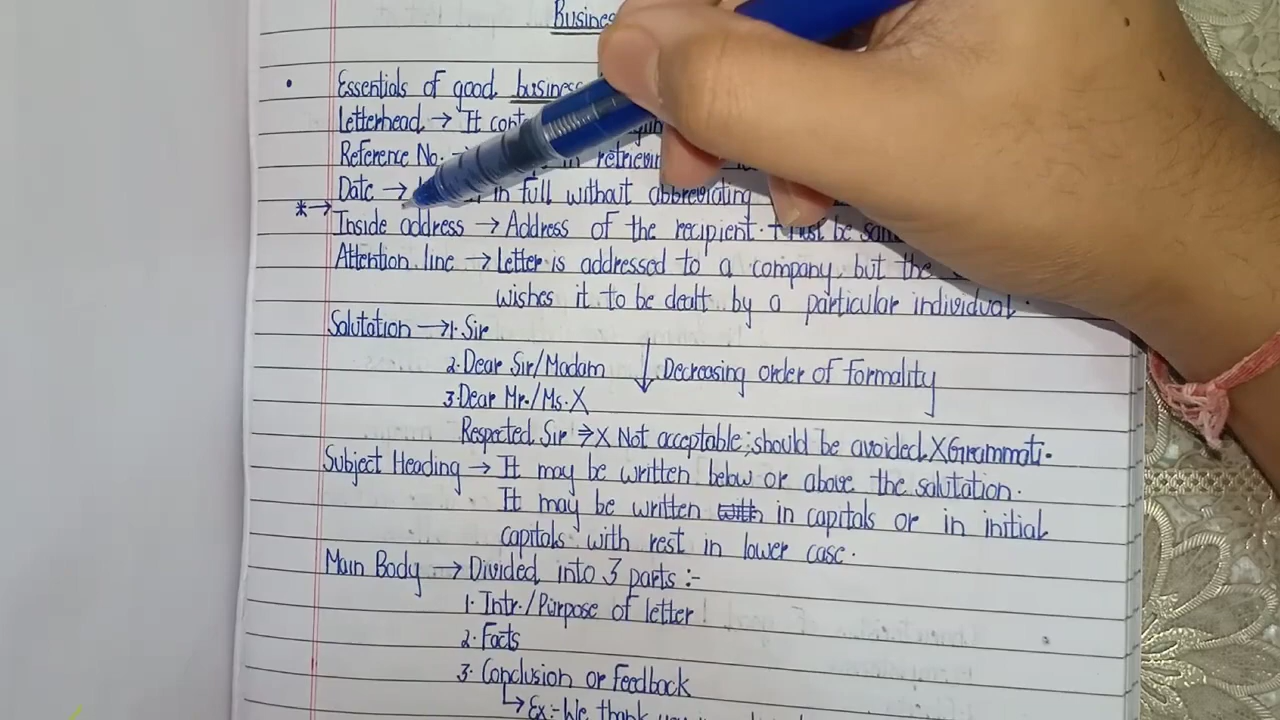 • Essentials of good business
Letterhead → It
Reference No. in
Date → in full without abbreviating
*→
Inside address → Address of the recipient. + Must be
Attention line → Letter is addressed to a company, but the
wishes it to be dealt by a particular individual.
Salutation → 1. Sir
2. Dear Sir/Madam ↓ Decreasing order of formality
3. Dear Mr./Ms. X
Respected Sir ⇒ X Not acceptable; should be avoided. X Grammati.
Subject Heading → It may be written below or above the salutation.
It may be written in capitals or in initial
capitals with rest in lower case.
Main Body → Divided into 3 parts :-
1. Intr./Purpose of letter
2. Facts
3. Conclusion or Feedback
↳ Ex:- We thank you